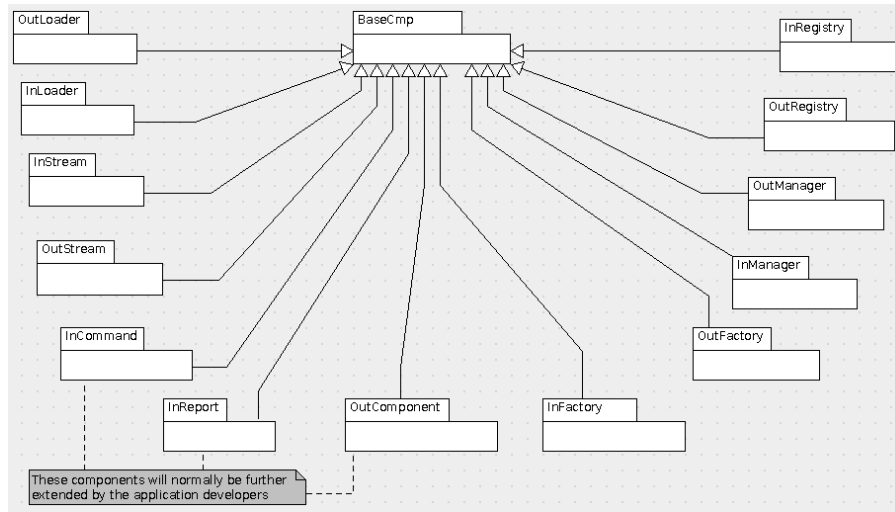 OutLoader
BaseCmp
InRegistry
InLoader
OutRegistry
InStream
OutManager
OutStream
InManager
InCommand
OutFactory
InReport
OutComponent
InFactory
These components will normally be further
extended by the application developers